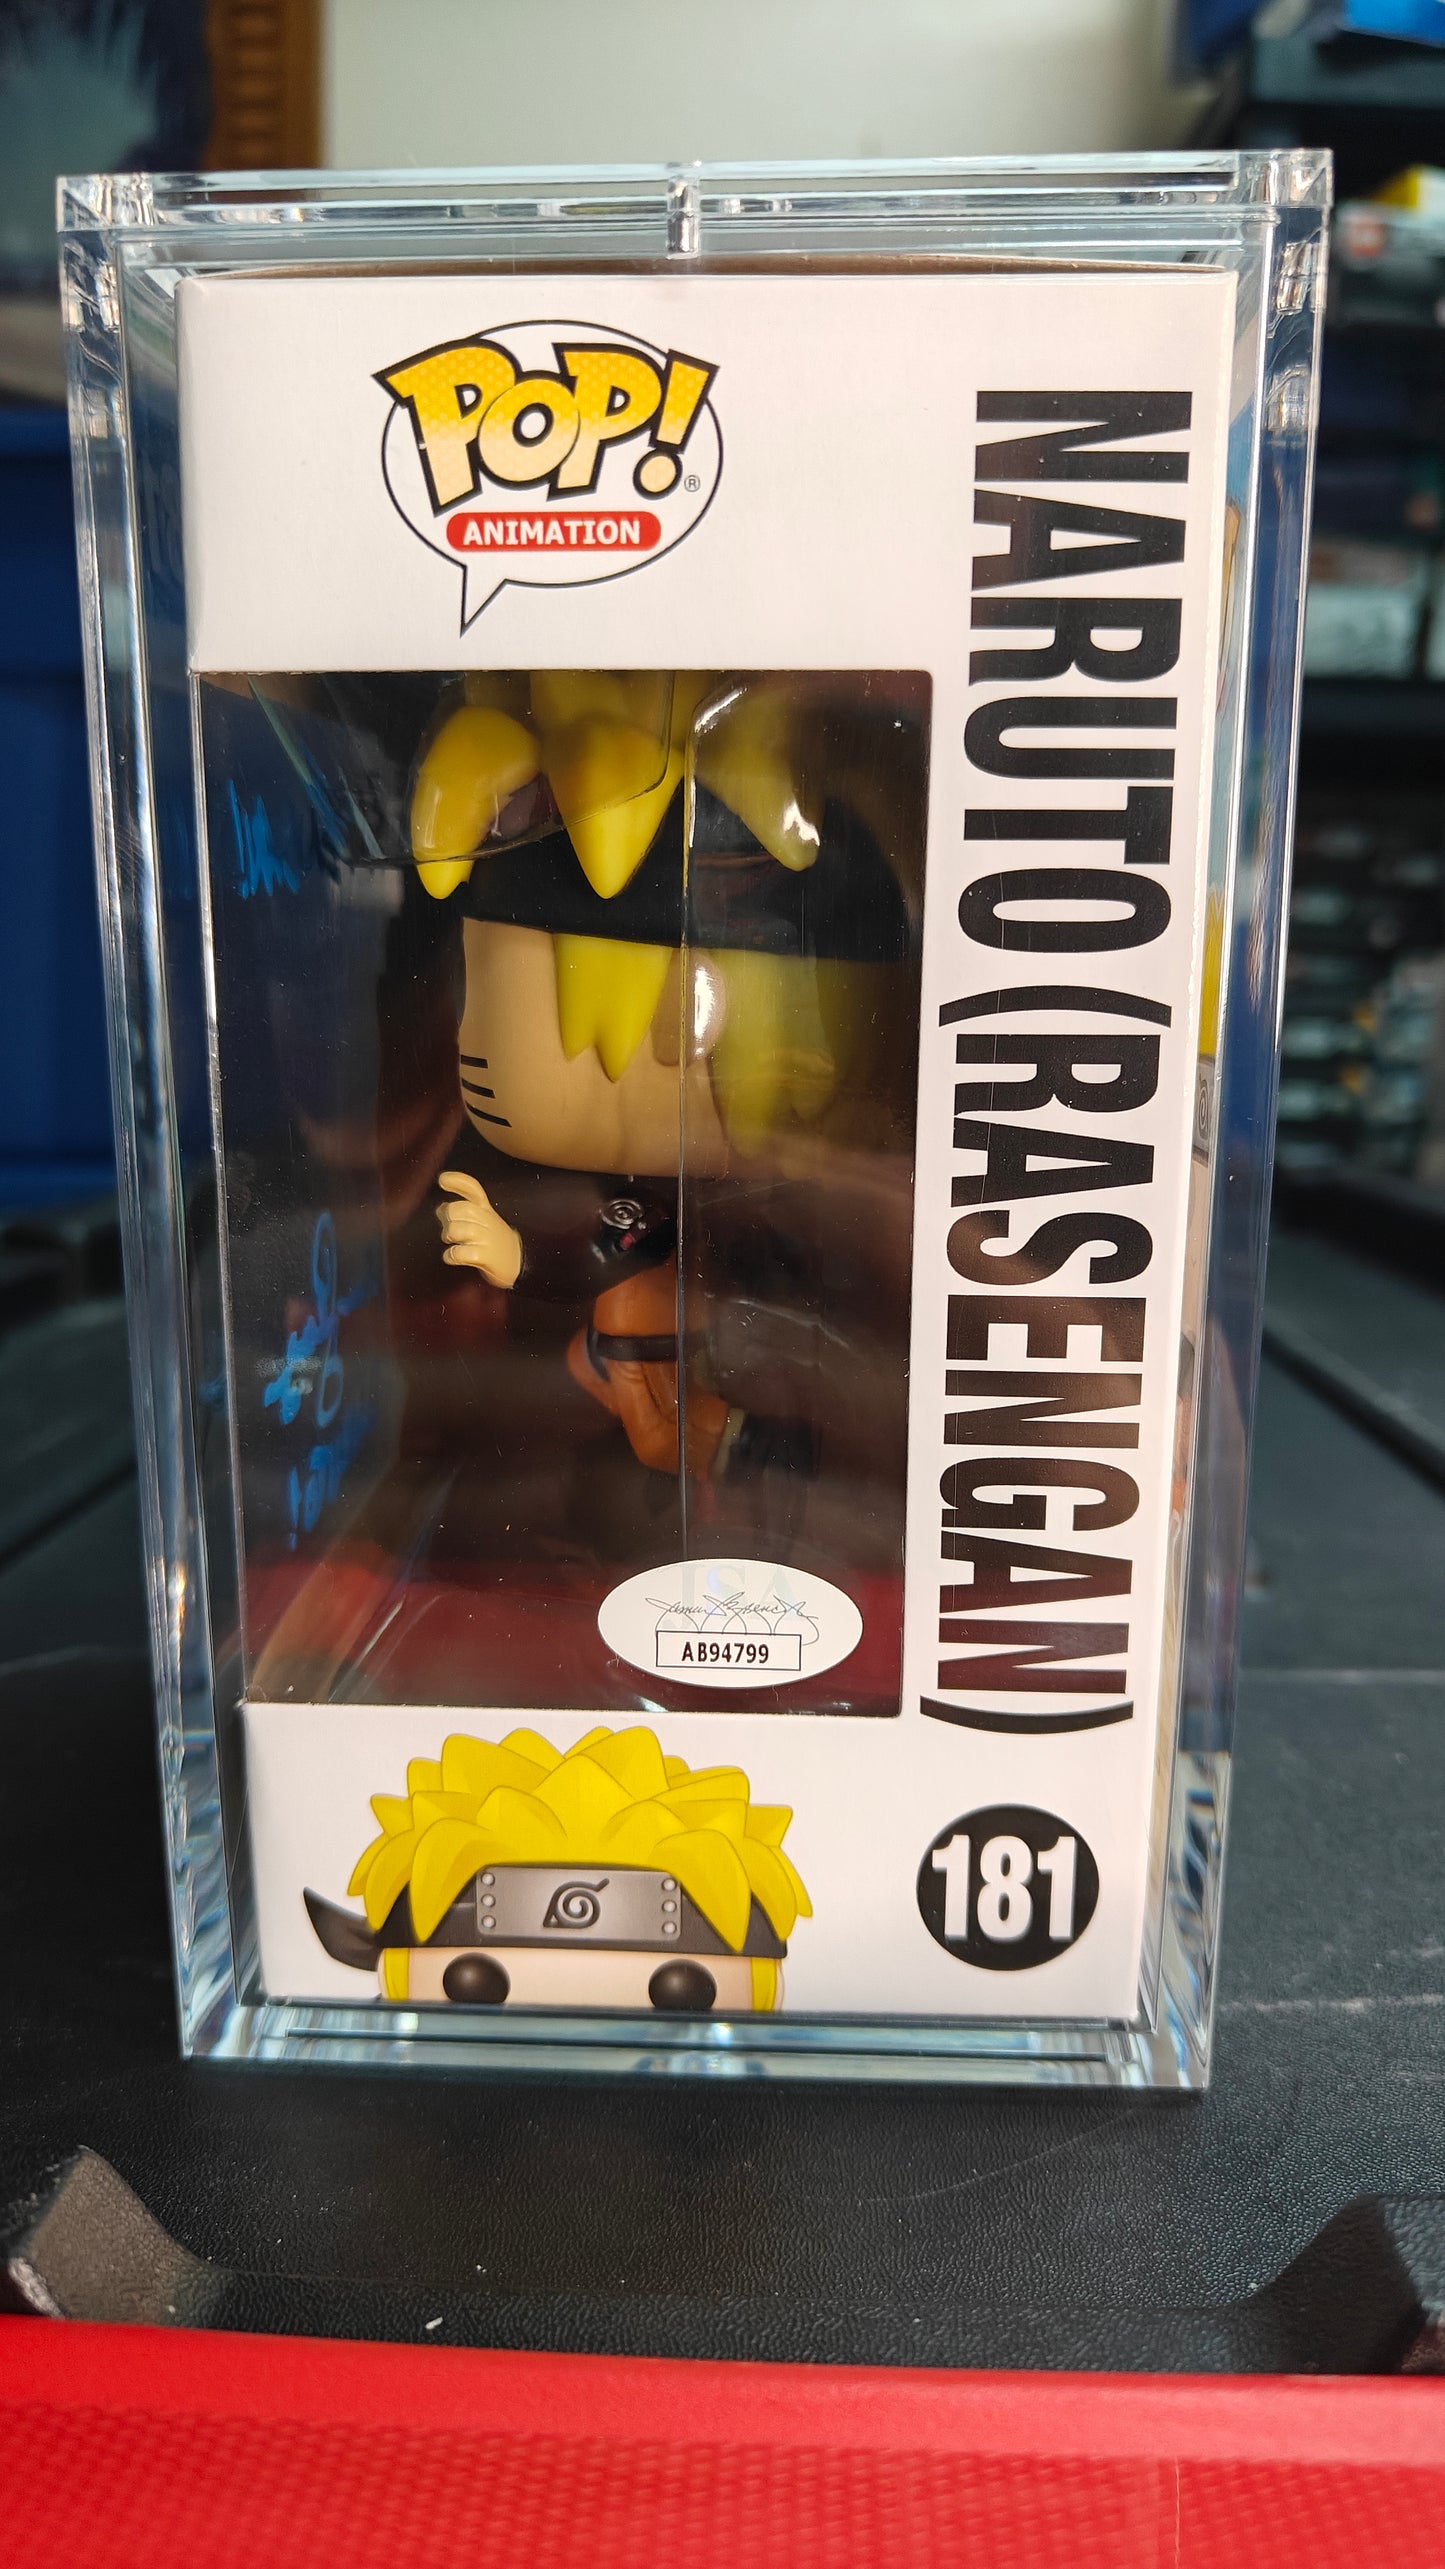 POP!®
ANIMATION
NARUTO (RASENGAN)
AB94799
181